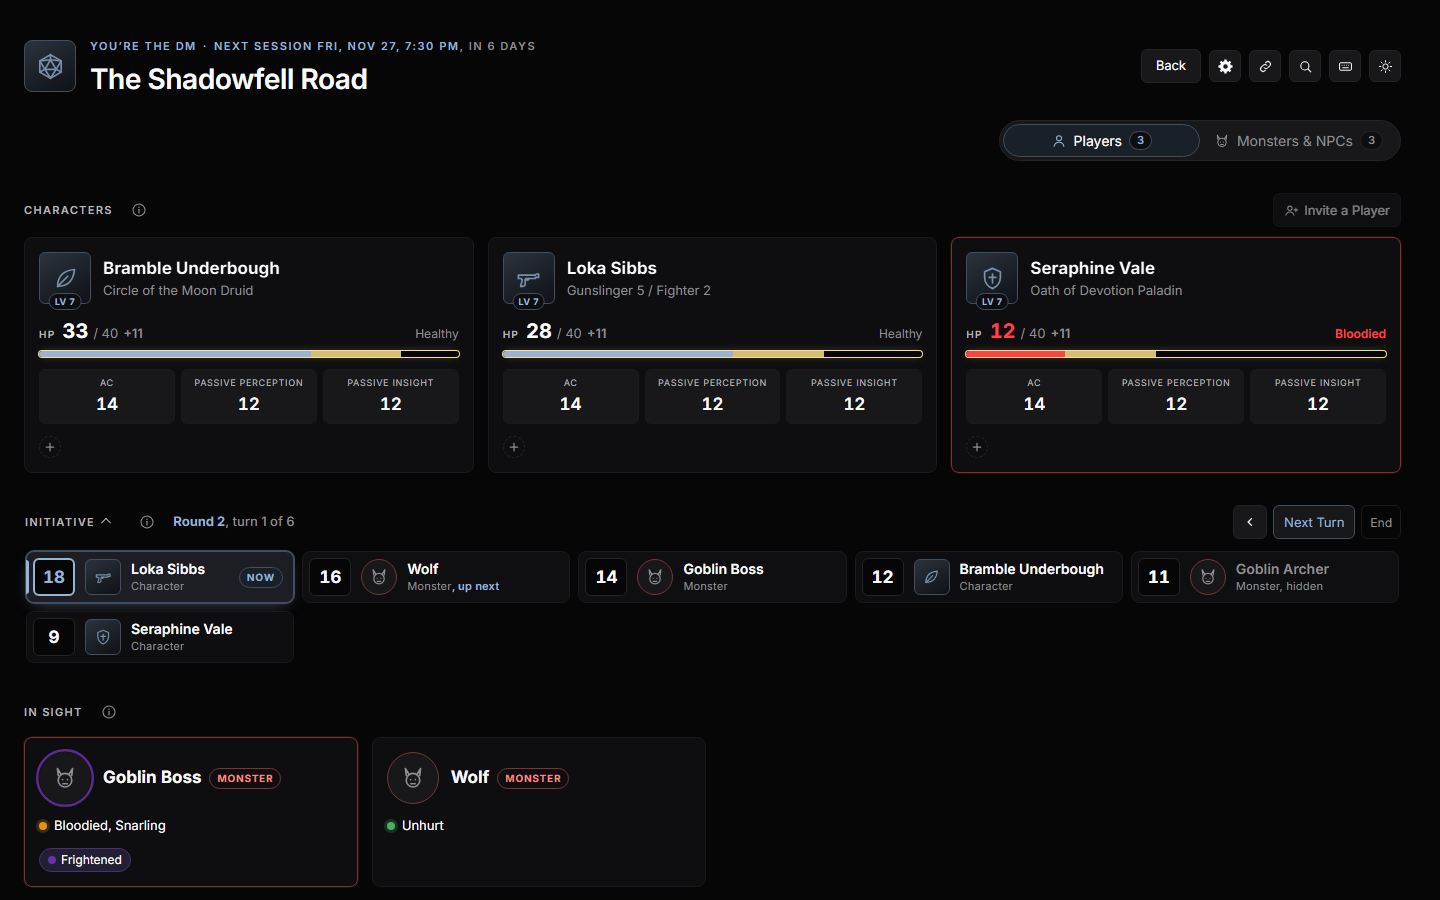 YOU'RE THE DM · NEXT SESSION FRI, NOV 27, 7:30 PM, IN 6 DAYS
The Shadowfell Road
Back
Players 3
Monsters & NPCs 3
CHARACTERS
Invite a Player
Bramble Underbough
Circle of the Moon Druid
LV 7
HP 33 / 40 +11
Healthy
AC
14
PASSIVE PERCEPTION
12
PASSIVE INSIGHT
12
Loka Sibbs
Gunslinger 5 / Fighter 2
LV 7
HP 28 / 40 +11
Healthy
AC
14
PASSIVE PERCEPTION
12
PASSIVE INSIGHT
12
Seraphine Vale
Oath of Devotion Paladin
LV 7
HP 12 / 40 +11
Bloodied
AC
14
PASSIVE PERCEPTION
12
PASSIVE INSIGHT
12
INITIATIVE
Round 2, turn 1 of 6
Next Turn
End
18
Loka Sibbs
Character
NOW
16
Wolf
Monster, up next
14
Goblin Boss
Monster
12
Bramble Underbough
Character
11
Goblin Archer
Monster, hidden
9
Seraphine Vale
Character
IN SIGHT
Goblin Boss MONSTER
Bloodied, Snarling
Frightened
Wolf MONSTER
Unhurt